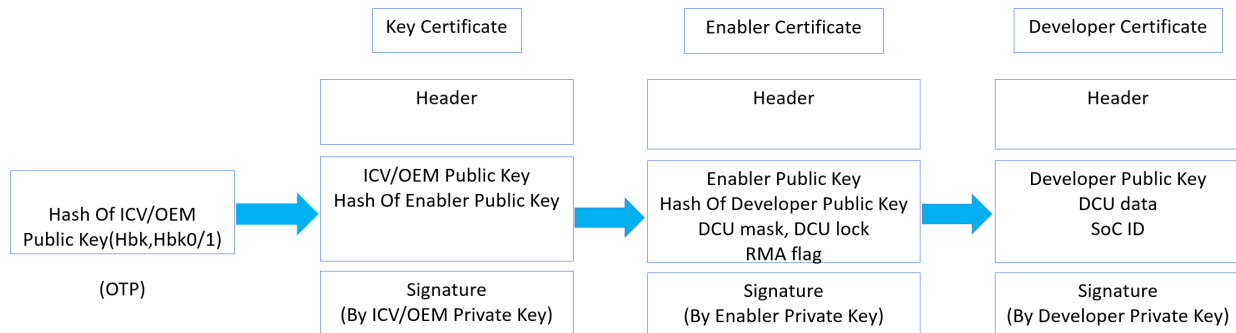 Key Certificate
Enabler Certificate
Developer Certificate
Header
Header
Header
Hash Of ICV/OEM
Public Key(Hbk,Hbk0/1)
(OTP)
ICV/OEM Public Key
Hash Of Enabler Public Key
Enabler Public Key
Hash Of Developer Public Key
DCU mask, DCU lock
RMA flag
Developer Public Key
DCU data
SoC ID
Signature
(By ICV/OEM Private Key)
Signature
(By Enabler Private Key)
Signature
(By Developer Private Key)